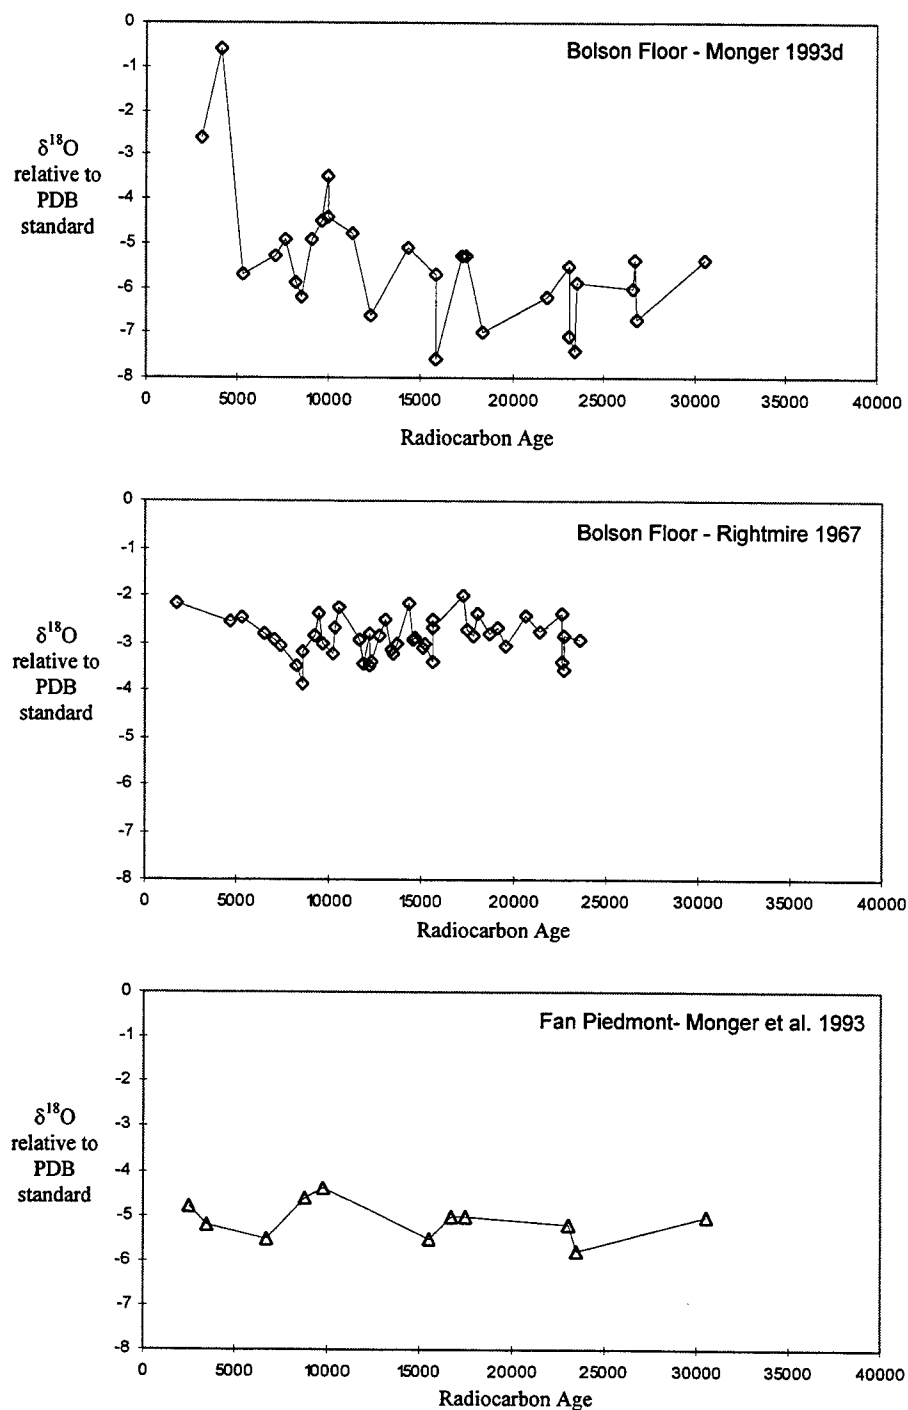 Bolson Floor - Monger 1993d
0
-1
-2
-3
-4
-5
-6
-7
-8
δ18O
relative to
PDB
standard
0 5000 10000 15000 20000 25000 30000 35000 40000
Radiocarbon Age
Bolson Floor - Rightmire 1967
0
-1
-2
-3
-4
-5
-6
-7
-8
δ18O
relative to
PDB
standard
0 5000 10000 15000 20000 25000 30000 35000 40000
Radiocarbon Age
Fan Piedmont- Monger et al. 1993
0
-1
-2
-3
-4
-5
-6
-7
-8
δ18O
relative to
PDB
standard
0 5000 10000 15000 20000 25000 30000 35000 40000
Radiocarbon Age